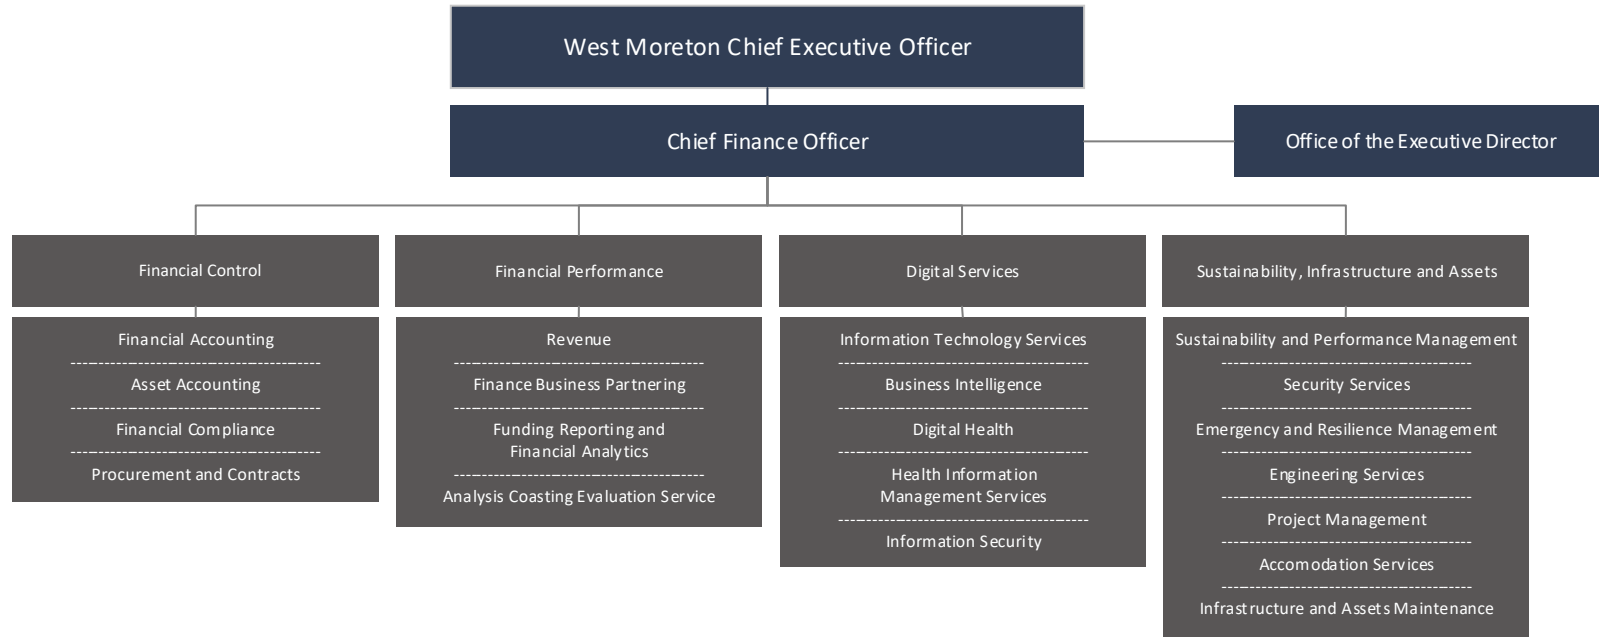 West Moreton Chief Executive Officer
Chief Finance Officer
Office of the Executive Director
Financial Control
Financial Performance
Digital Services
Sustainability, Infrastructure and Assets
Financial Accounting
Asset Accounting
Financial Compliance
Procurement and Contracts
Revenue
Finance Business Partnering
Funding Reporting and
Financial Analytics
Analysis Coasting Evaluation Service
Information Technology Services
Business Intelligence
Digital Health
Health Information
Management Services
Information Security
Sustainability and Performance Management
Security Services
Emergency and Resilience Management
Engineering Services
Project Management
Accomodation Services
Infrastructure and Assets Maintenance